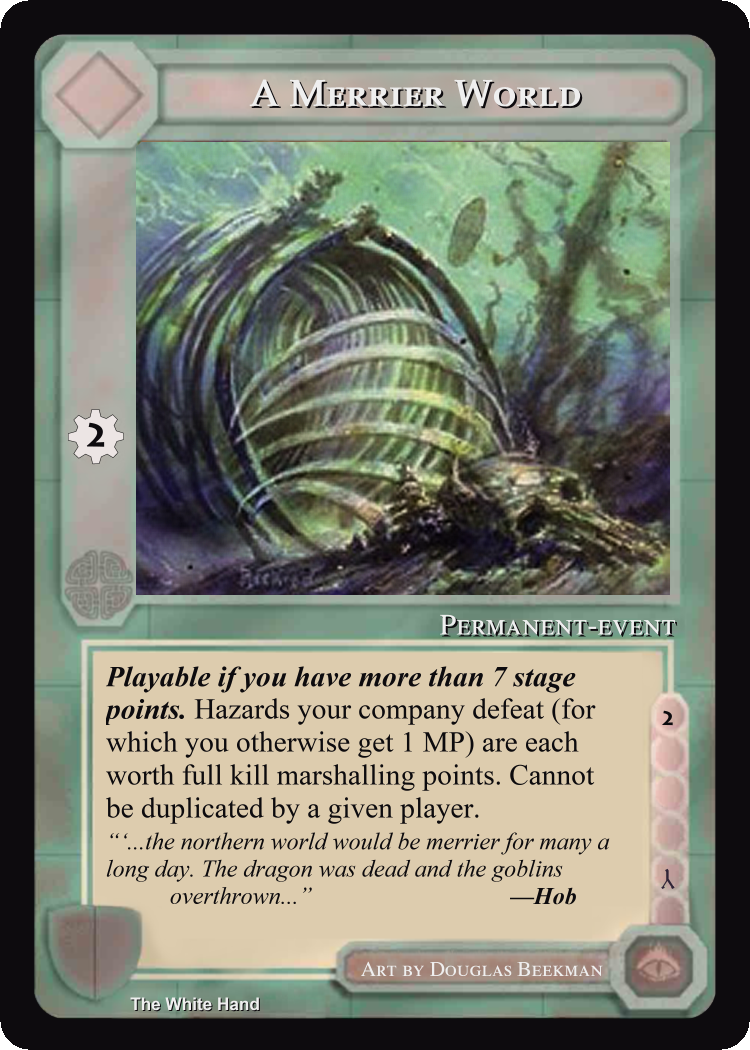 A Merrier World
2
Permanent-event
Playable if you have more than 7 stage
points. Hazards your company defeat (for
which you otherwise get 1 MP) are each
worth full kill marshalling points. Cannot
be duplicated by a given player.
“‘...the northern world would be merrier for many a
long day. The dragon was dead and the goblins
overthrown...” —Hob
2
Art by Douglas Beekman
The White Hand